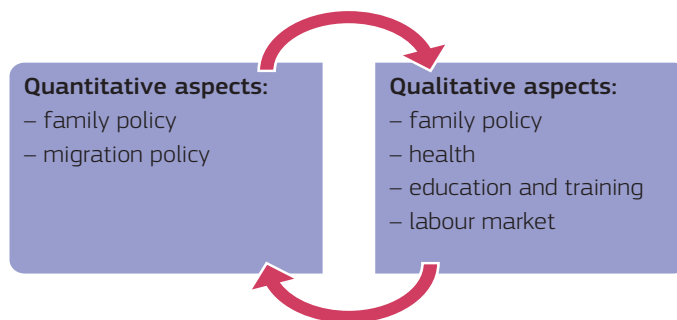 Quantitative aspects:
– family policy
– migration policy
Qualitative aspects:
– family policy
– health
– education and training
– labour market